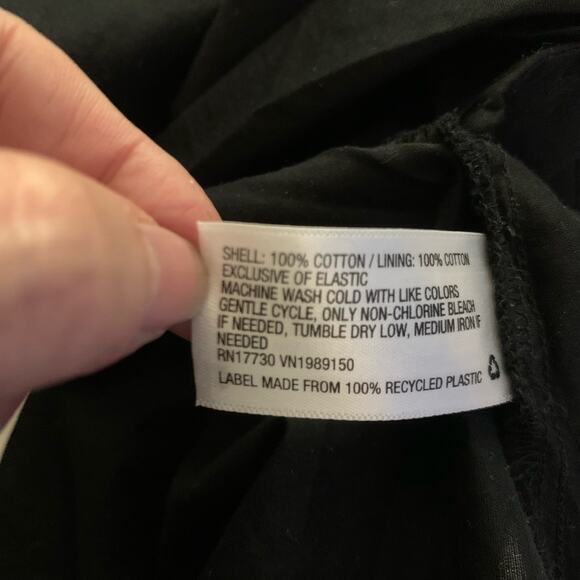 SHELL: 100% COTTON / LINING: 100% COTTON
EXCLUSIVE OF ELASTIC
MACHINE WASH COLD WITH LIKE COLORS
GENTLE CYCLE, ONLY NON-CHLORINE BLEACH
IF NEEDED, TUMBLE DRY LOW, MEDIUM IRON IF
NEEDED
RN17730 VN1989150
LABEL MADE FROM 100% RECYCLED PLASTIC